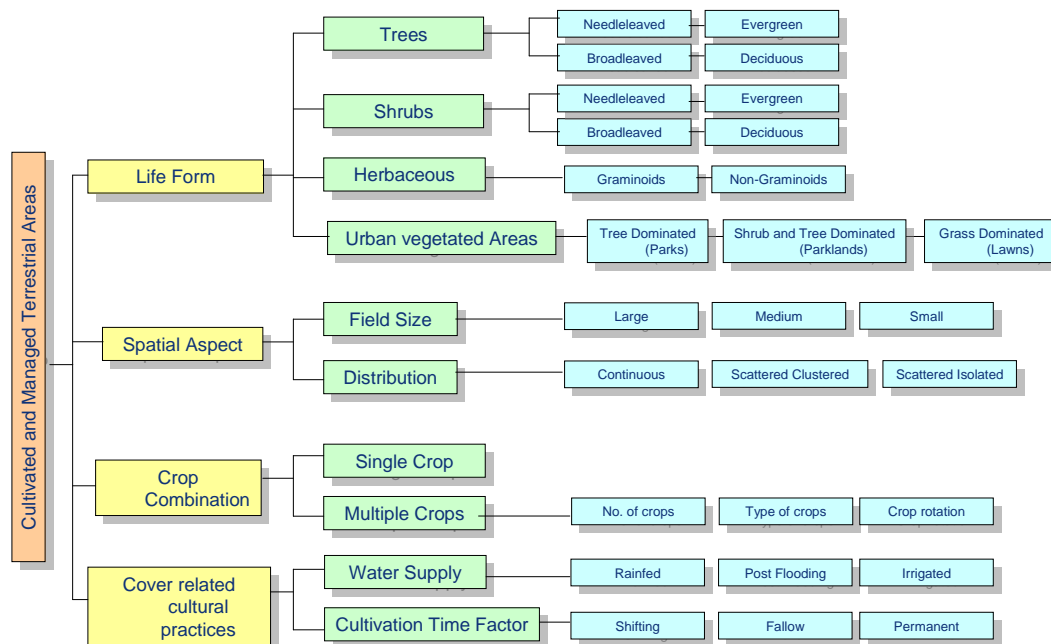 Cultivated and Managed Terrestrial Areas
Life Form
Trees
Needleleaved
Evergreen
Broadleaved
Deciduous
Shrubs
Needleleaved
Evergreen
Broadleaved
Deciduous
Herbaceous
Graminoids
Non-Graminoids
Urban vegetated Areas
Tree Dominated
(Parks)
Shrub and Tree Dominated
(Parklands)
Grass Dominated
(Lawns)
Spatial Aspect
Field Size
Large
Medium
Small
Distribution
Continuous
Scattered Clustered
Scattered Isolated
Crop
Combination
Single Crop
Multiple Crops
No. of crops
Type of crops
Crop rotation
Cover related
cultural
practices
Water Supply
Rainfed
Post Flooding
Irrigated
Cultivation Time Factor
Shifting
Fallow
Permanent